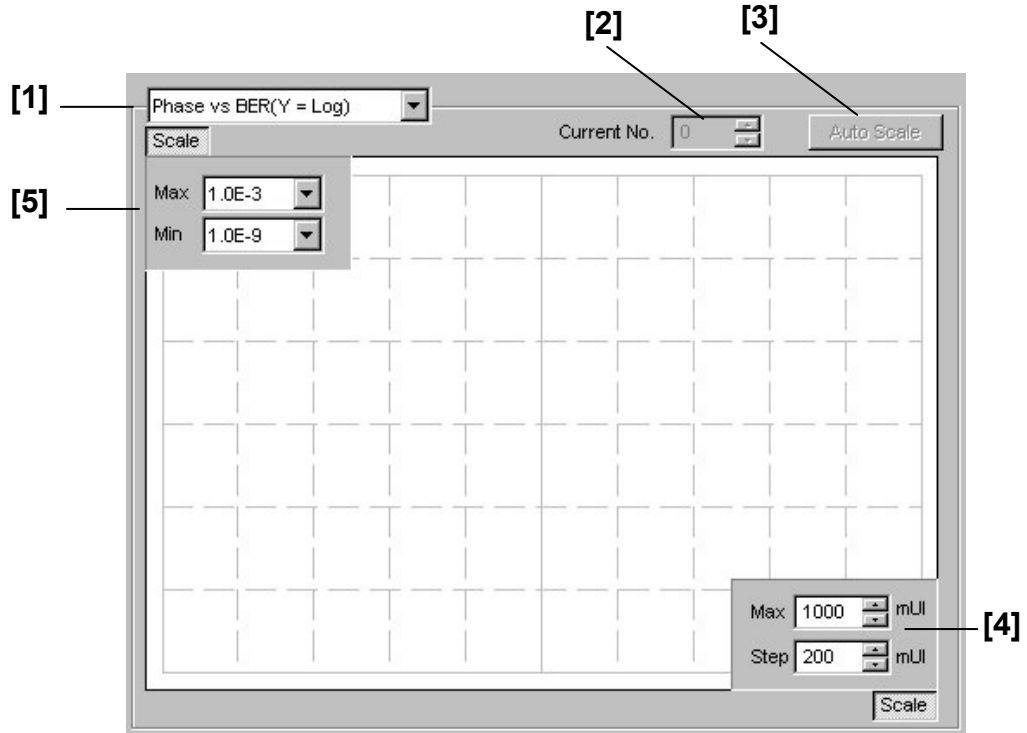 [2] [3]
[1] Phase vs BER(Y = Log)
Scale Current No. 0 Auto Scale
[5] Max 1.0E-3
Min 1.0E-9
Max 1000 mUI [4]
Step 200 mUI
Scale